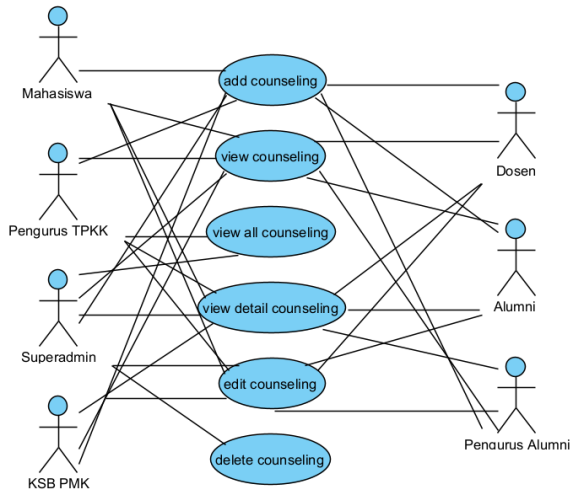 Mahasiswa
add counseling
Dosen
Pengurus TPKK
view counseling
view all counseling
Alumni
Superadmin
view detail counseling
edit counseling
Pengurus Alumni
KSB PMK
delete counseling